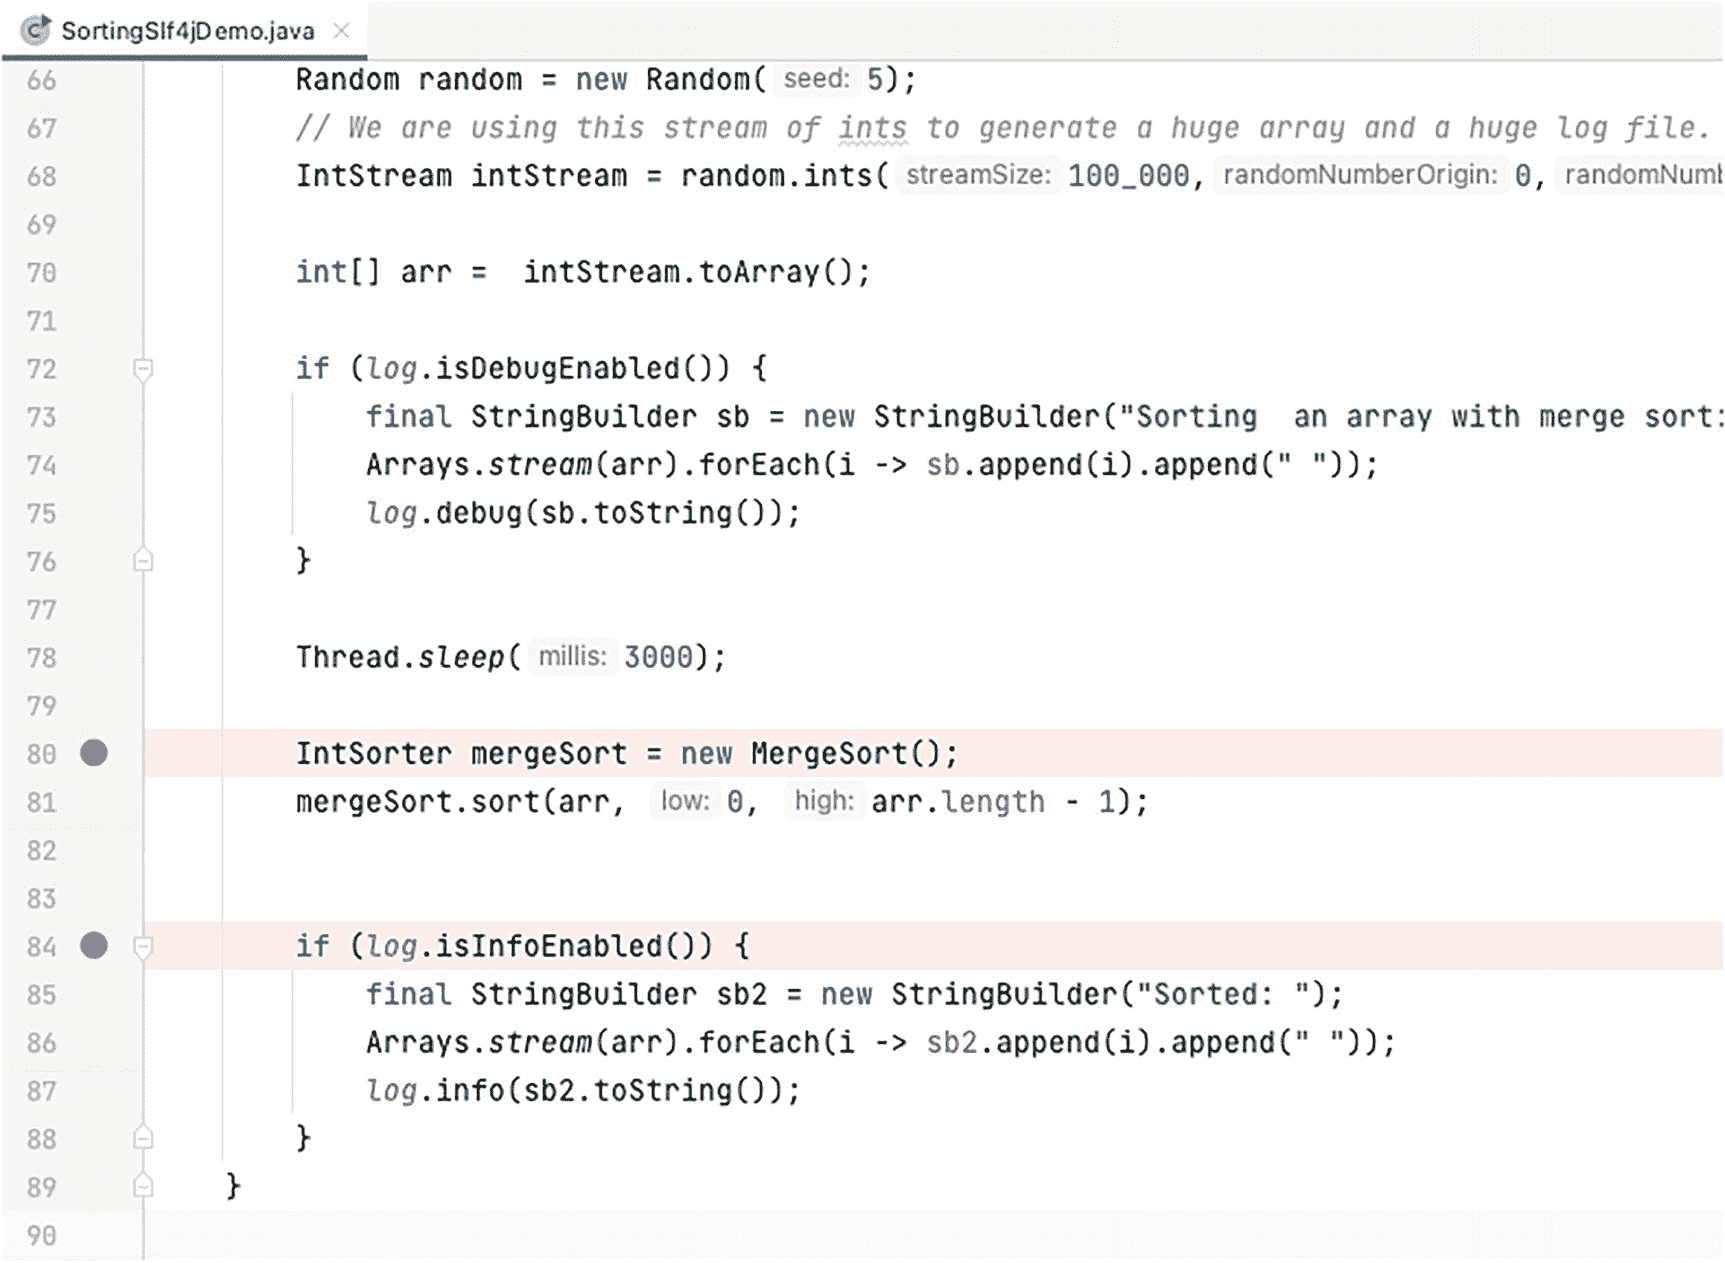 SortingSlf4jDemo.java
66 Random random = new Random( seed: 5);
67 // We are using this stream of ints to generate a huge array and a huge log file.
68 IntStream intStream = random.ints( streamSize: 100_000, randomNumberOrigin: 0, randomNumb
69
70 int[] arr =  intStream.toArray();
71
72 if (log.isDebugEnabled()) {
73 final StringBuilder sb = new StringBuilder("Sorting  an array with merge sort:
74 Arrays.stream(arr).forEach(i -> sb.append(i).append(" "));
75 log.debug(sb.toString());
76 }
77
78 Thread.sleep( millis: 3000);
79
80 IntSorter mergeSort = new MergeSort();
81 mergeSort.sort(arr, low: 0, high: arr.length - 1);
82
83
84 if (log.isInfoEnabled()) {
85 final StringBuilder sb2 = new StringBuilder("Sorted: ");
86 Arrays.stream(arr).forEach(i -> sb2.append(i).append(" "));
87 log.info(sb2.toString());
88 }
89 }
90